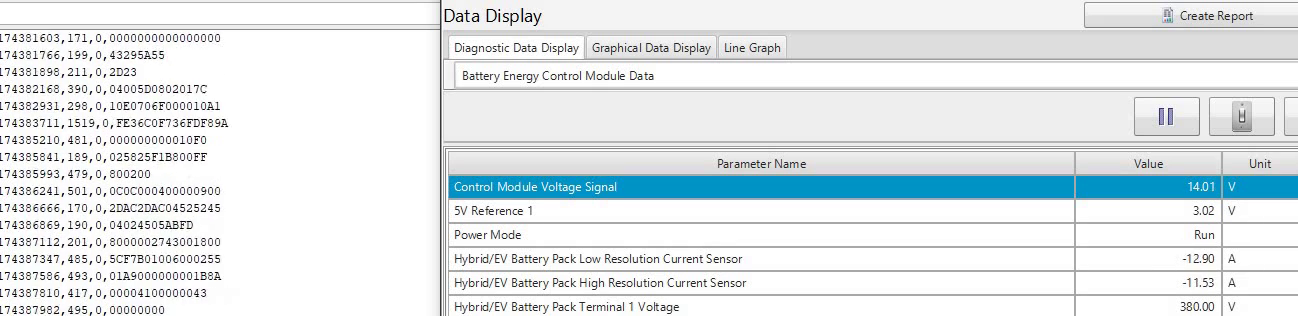 174381603,171,0,0000000000000000
174381766,199,0,43295A55
174381898,211,0,2D23
174382168,390,0,04005D0802017C
174382931,298,0,10E0706F000010A1
174383711,1519,0,FE36C0F736FDF89A
174385210,481,0,000000000010F0
174385841,189,0,025825F1B800FF
174385993,479,0,800200
174386241,501,0,0C0C000400000900
174386666,170,0,2DAC2DAC04525245
174386869,190,0,04024505ABFD
174387112,201,0,8000002743001800
174387347,485,0,5CF7B01006000255
174387586,493,0,01A9000000001B8A
174387810,417,0,00004100000043
174387982,495,0,00000000
Data Display
Create Report
Diagnostic Data Display Graphical Data Display Line Graph
Battery Energy Control Module Data
Parameter Name Value Unit
Control Module Voltage Signal 14.01 V
5V Reference 1 3.02 V
Power Mode Run
Hybrid/EV Battery Pack Low Resolution Current Sensor -12.90 A
Hybrid/EV Battery Pack High Resolution Current Sensor -11.53 A
Hybrid/EV Battery Pack Terminal 1 Voltage 380.00 V